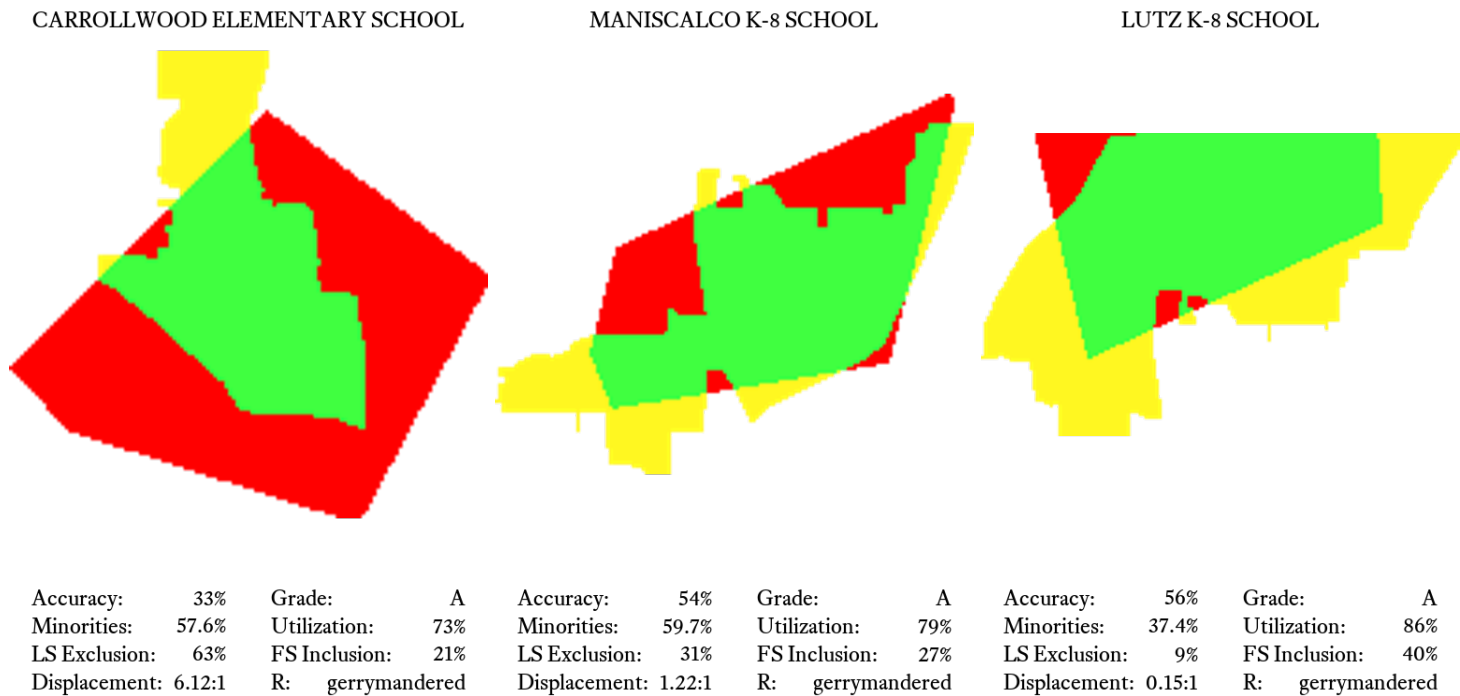 CARROLLWOOD ELEMENTARY SCHOOL
MANISCALCO K-8 SCHOOL
LUTZ K-8 SCHOOL
Accuracy: 33% Grade: A
Minorities: 57.6% Utilization: 73%
LS Exclusion: 63% FS Inclusion: 21%
Displacement: 6.12:1 R: gerrymandered
Accuracy: 54% Grade: A
Minorities: 59.7% Utilization: 79%
LS Exclusion: 31% FS Inclusion: 27%
Displacement: 1.22:1 R: gerrymandered
Accuracy: 56% Grade: A
Minorities: 37.4% Utilization: 86%
LS Exclusion: 9% FS Inclusion: 40%
Displacement: 0.15:1 R: gerrymandered